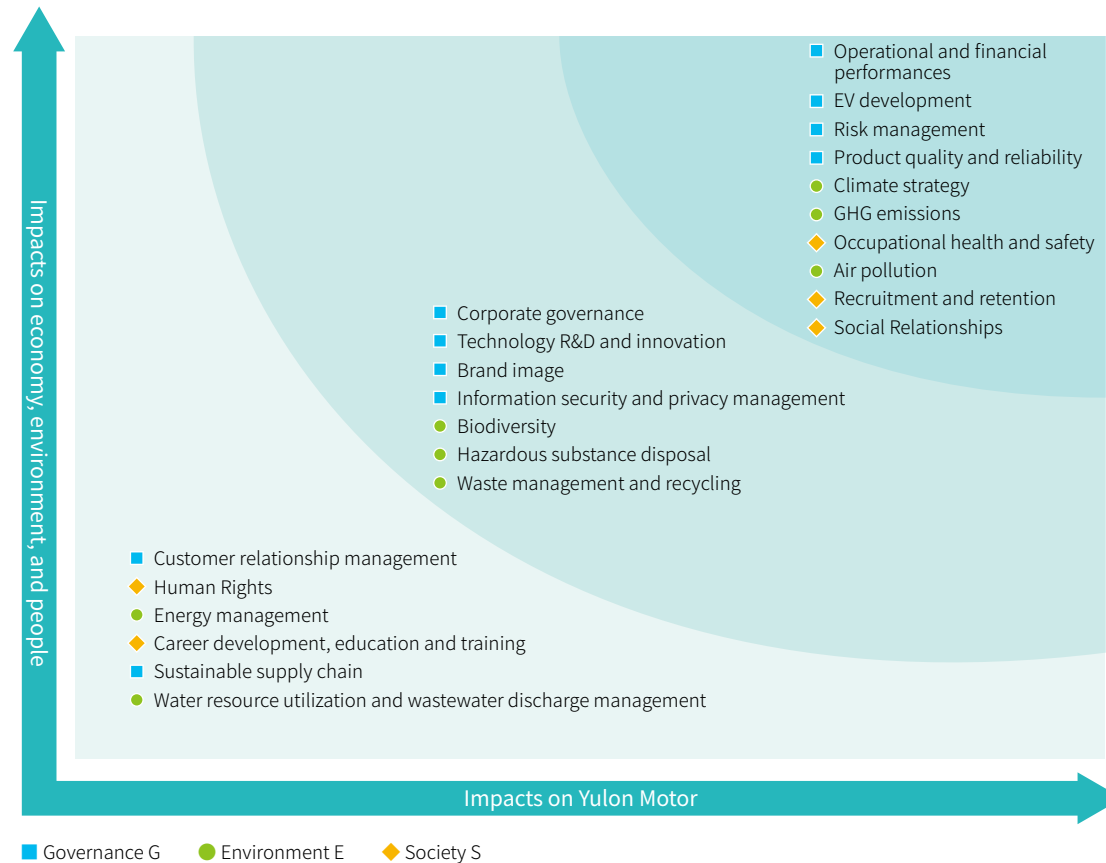 Impacts on economy, environment, and people
Operational and financial
performances
EV development
Risk management
Product quality and reliability
Climate strategy
GHG emissions
Occupational health and safety
Air pollution
Recruitment and retention
Social Relationships
Corporate governance
Technology R&D and innovation
Brand image
Information security and privacy management
Biodiversity
Hazardous substance disposal
Waste management and recycling
Customer relationship management
Human Rights
Energy management
Career development, education and training
Sustainable supply chain
Water resource utilization and wastewater discharge management
Impacts on Yulon Motor
Governance G Environment E Society S